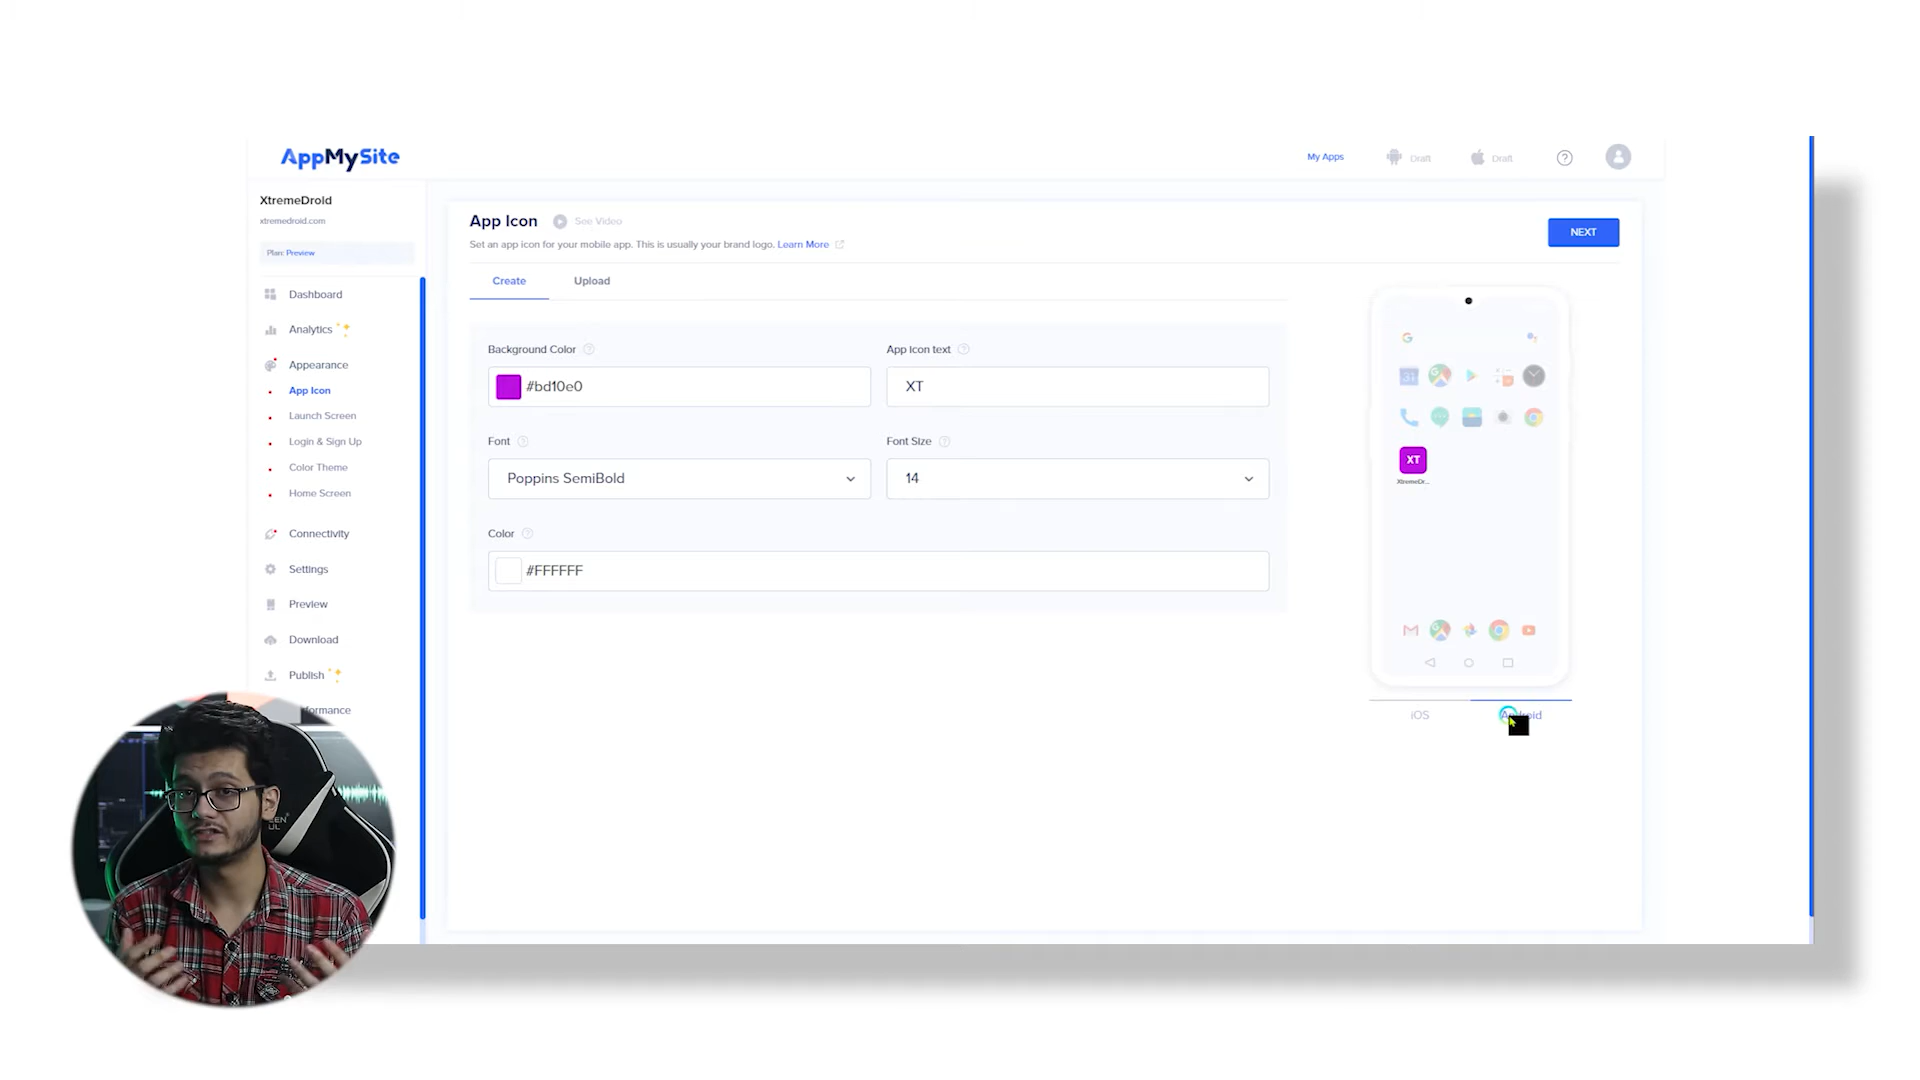 AppMySite
My Apps
Draft
Draft
XtremeDroid
xtremedroid.com
Plan: Preview
Dashboard
Analytics
Appearance
App Icon
Launch Screen
Login & Sign Up
Color Theme
Home Screen
Connectivity
Settings
Preview
Download
Publish
App Icon
See Video
Set an app icon for your mobile app. This is usually your brand logo. Learn More
NEXT
Create
Upload
Background Color
#bd10e0
App Icon text
XT
Font
Poppins SemiBold
Font Size
14
Color
#FFFFFF
31
XT
XtremeDr...
iOS